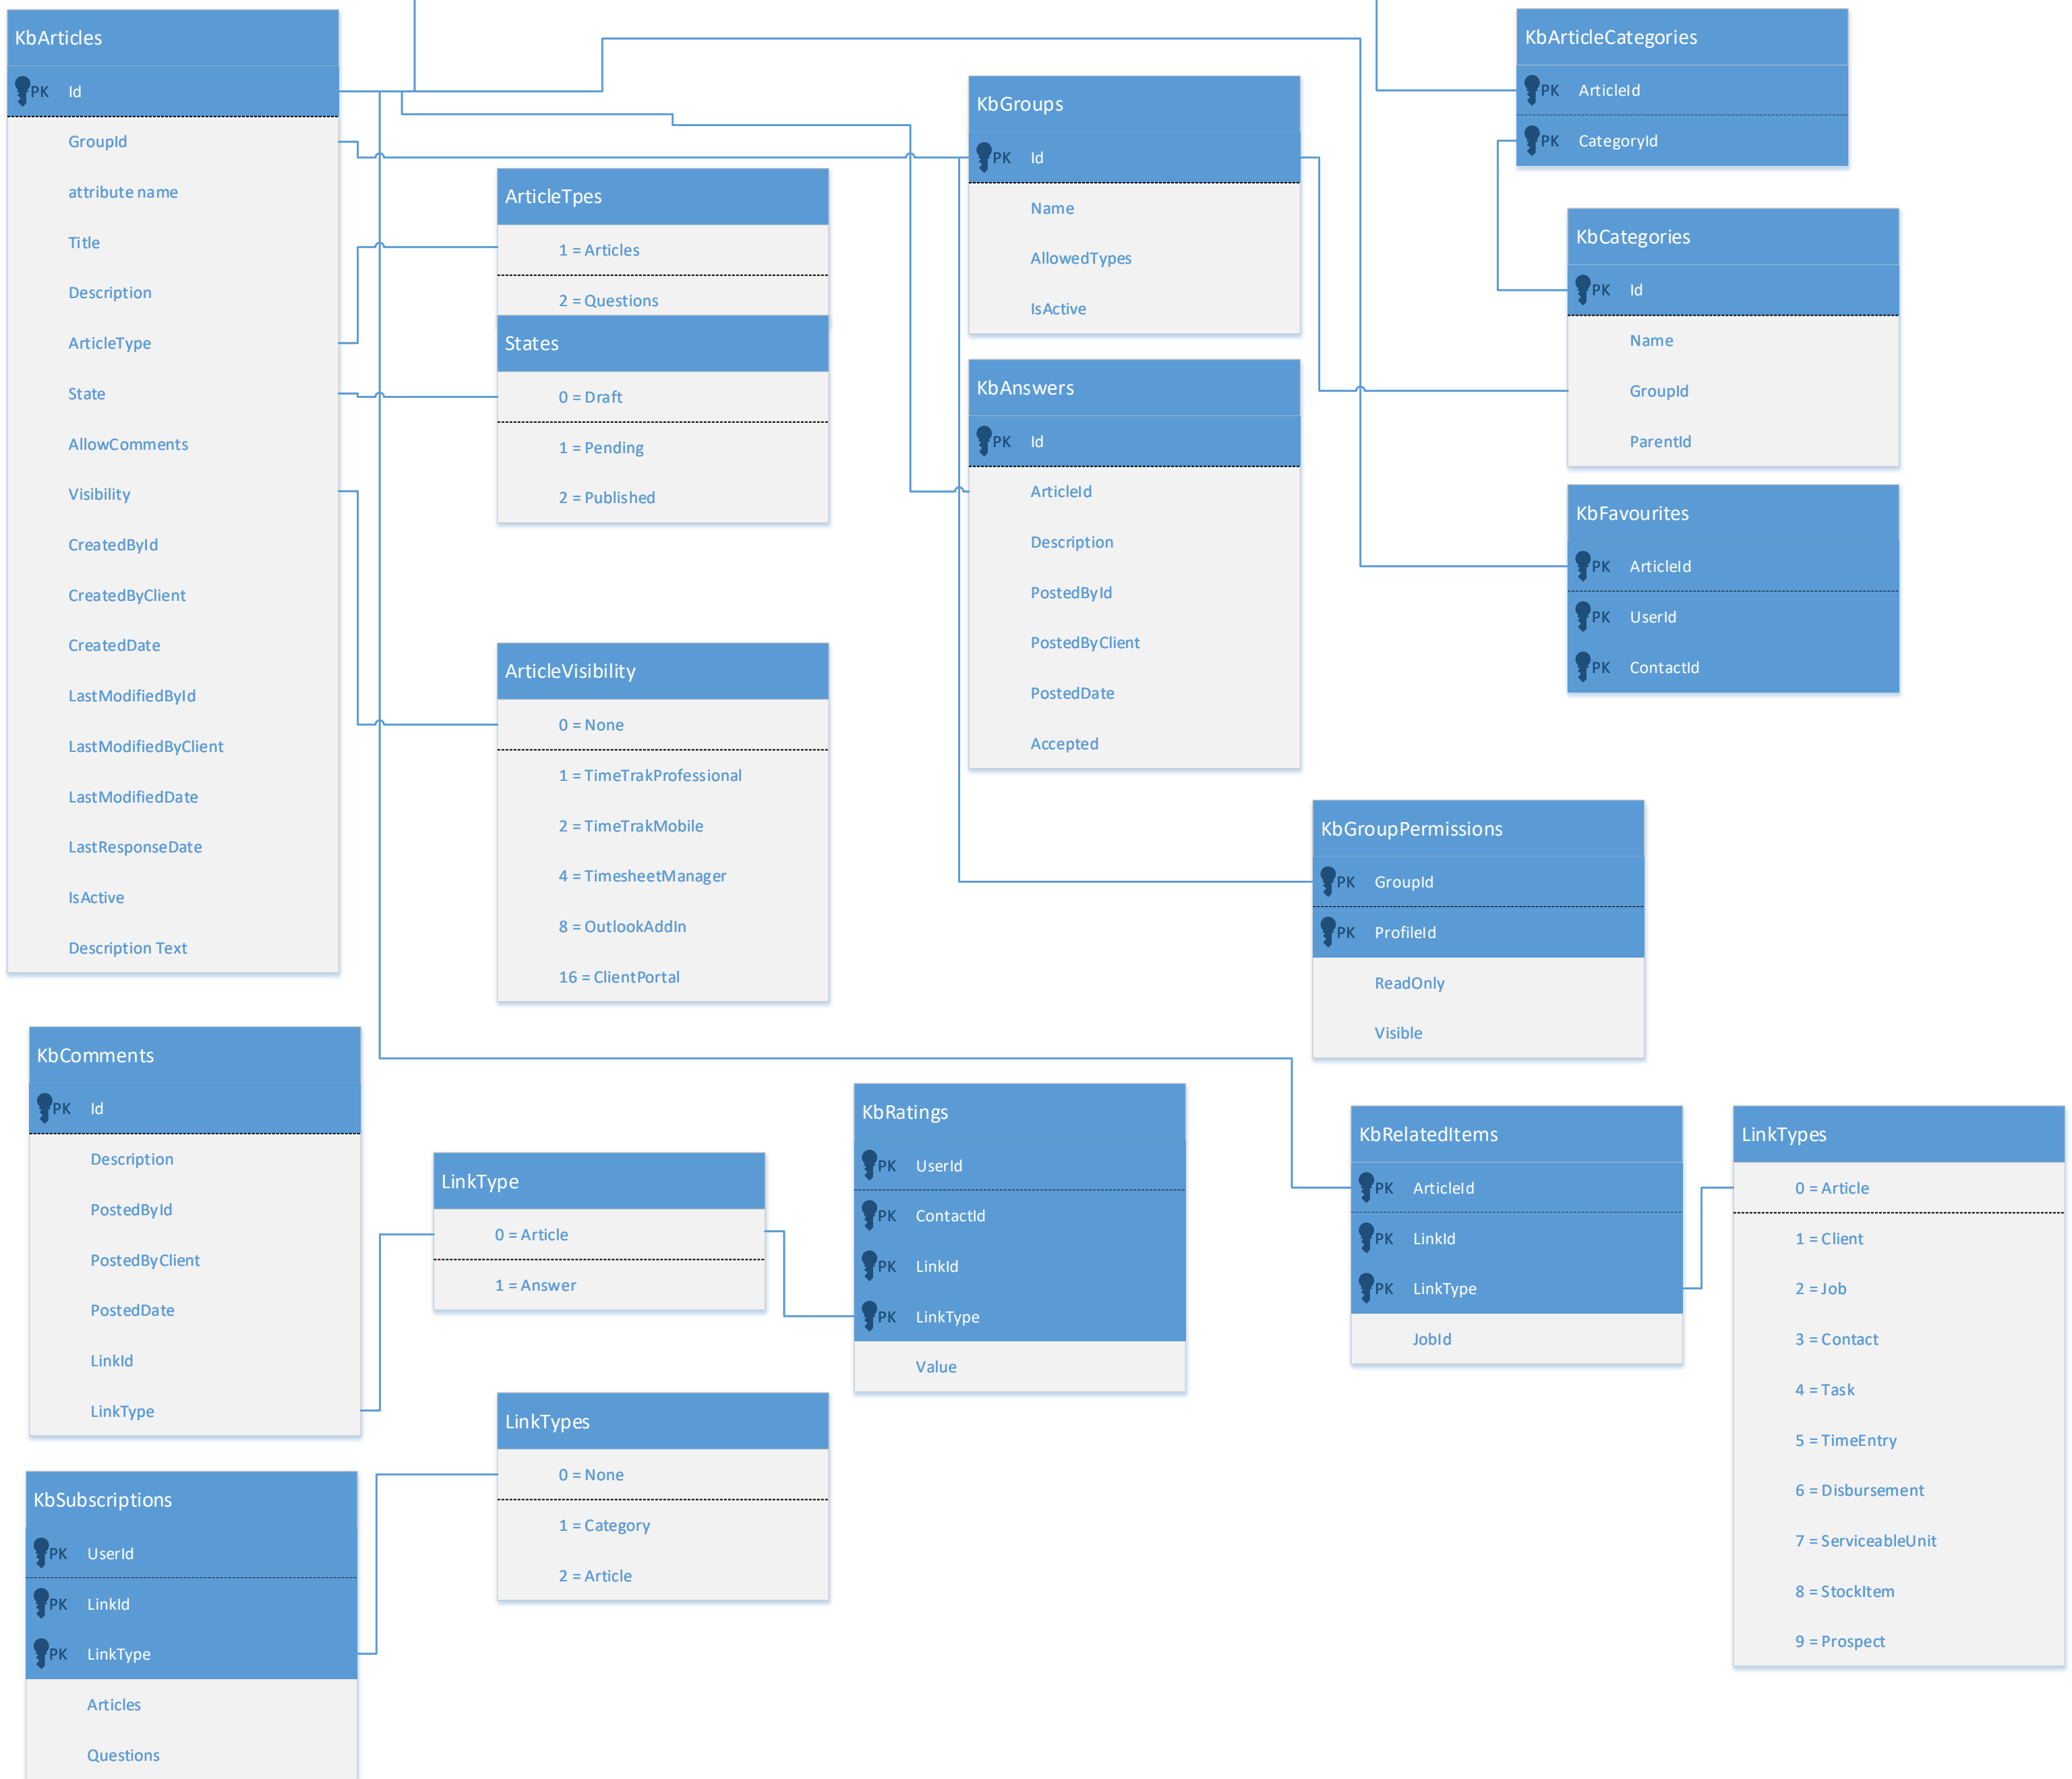 KbArticles
PK Id
GroupId
attribute name
Title
Description
ArticleType
State
AllowComments
Visibility
CreatedById
CreatedByClient
CreatedDate
LastModifiedById
LastModifiedByClient
LastModifiedDate
LastResponseDate
IsActive
Description Text
ArticleTpes
1 = Articles
2 = Questions
States
0 = Draft
1 = Pending
2 = Published
ArticleVisibility
0 = None
1 = TimeTrakProfessional
2 = TimeTrakMobile
4 = TimesheetManager
8 = OutlookAddIn
16 = ClientPortal
KbGroups
PK Id
Name
AllowedTypes
IsActive
KbAnswers
PK Id
ArticleId
Description
PostedById
PostedByClient
PostedDate
Accepted
KbArticleCategories
PK ArticleId
PK CategoryId
KbCategories
PK Id
Name
GroupId
ParentId
KbFavourites
PK ArticleId
PK UserId
PK ContactId
KbGroupPermissions
PK GroupId
PK ProfileId
ReadOnly
Visible
KbComments
PK Id
Description
PostedById
PostedByClient
PostedDate
LinkId
LinkType
LinkType
0 = Article
1 = Answer
KbRatings
PK UserId
PK ContactId
PK LinkId
PK LinkType
Value
KbRelatedItems
PK ArticleId
PK LinkId
PK LinkType
JobId
LinkTypes
0 = Article
1 = Client
2 = Job
3 = Contact
4 = Task
5 = TimeEntry
6 = Disbursement
7 = ServiceableUnit
8 = StockItem
9 = Prospect
KbSubscriptions
PK UserId
PK LinkId
PK LinkType
Articles
Questions
LinkTypes
0 = None
1 = Category
2 = Article